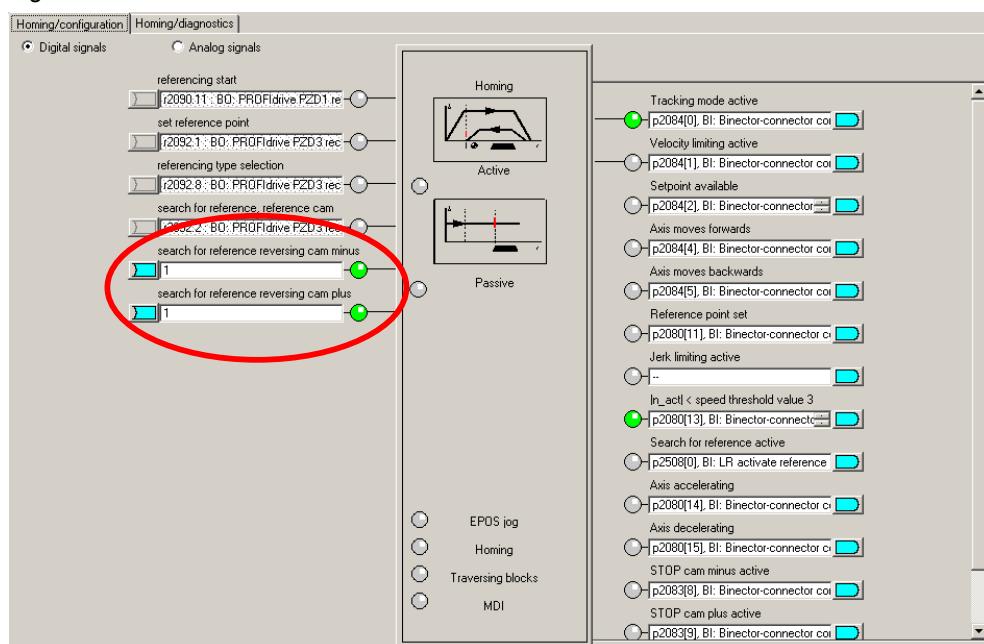 Homing/configuration Homing/diagnostics
Digital signals Analog signals
referencing start
r2090.11 : BO: PROFIdrive PZD1 re
set reference point
r2092.1 : BO: PROFIdrive PZD3 rec
referencing type selection
r2092.8 : BO: PROFIdrive PZD3 rec
search for reference, reference cam
r2092.2 : BO: PROFIdrive PZD3 rec
search for reference reversing cam minus
1
search for reference reversing cam plus
1
Homing
Active
Passive
EPOS jog
Homing
Traversing blocks
MDI
Tracking mode active
p2084[0], BI: Binector-connector cor
Velocity limiting active
p2084[1], BI: Binector-connector cor
Setpoint available
p2084[2], BI: Binector-connector
Axis moves forwards
p2084[4], BI: Binector-connector cor
Axis moves backwards
p2084[5], BI: Binector-connector cor
Reference point set
p2080[11], BI: Binector-connector c
Jerk limiting active
--
|n_act| < speed threshold value 3
p2080[13], BI: Binector-connecto
Search for reference active
p2508[0], BI: LR activate reference
Axis accelerating
p2080[14], BI: Binector-connector c
Axis decelerating
p2080[15], BI: Binector-connector c
STOP cam minus active
p2083[8], BI: Binector-connector cor
STOP cam plus active
p2083[9], BI: Binector-connector cor